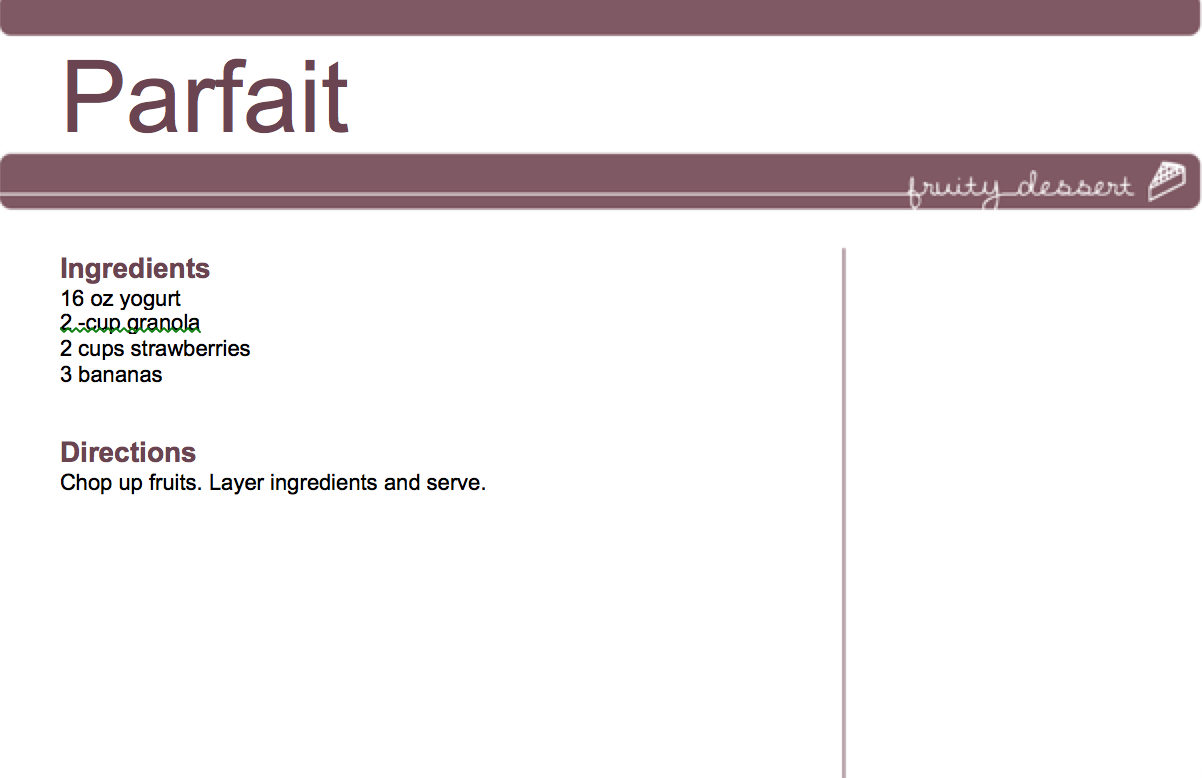 Parfait
fruity dessert
Ingredients
16 oz yogurt
2 -cup granola
2 cups strawberries
3 bananas
Directions
Chop up fruits. Layer ingredients and serve.